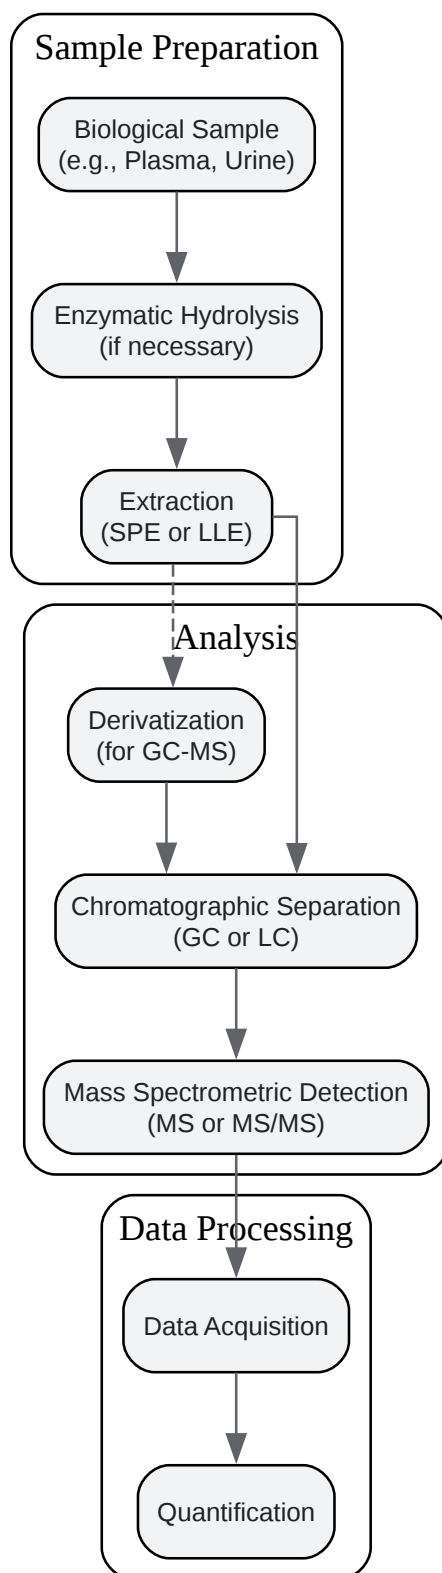 Sample Preparation
Biological Sample
(e.g., Plasma, Urine)
Enzymatic Hydrolysis
(if necessary)
Extraction
(SPE or LLE)
Analysis
Derivatization
(for GC-MS)
Chromatographic Separation
(GC or LC)
Mass Spectrometric Detection
(MS or MS/MS)
Data Processing
Data Acquisition
Quantification